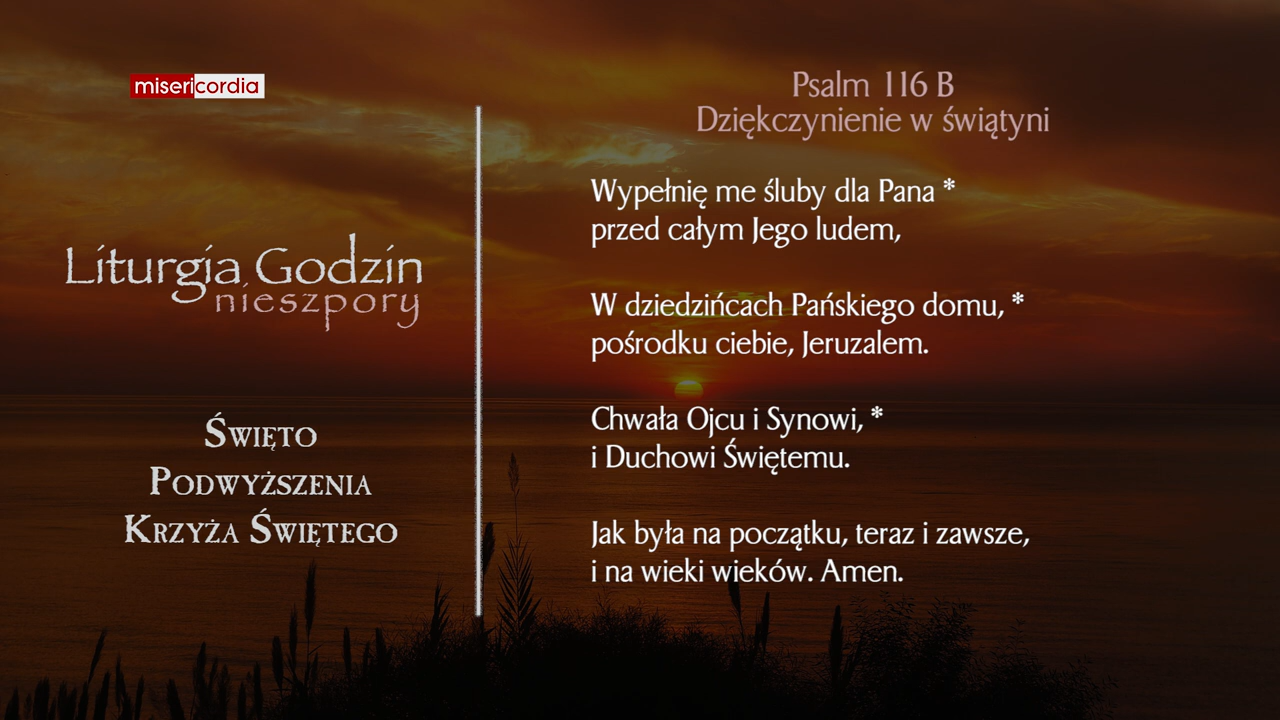 misericordia
Liturgia Godzin
nieszpory
Święto
Podwyższenia
Krzyża Świętego
Psalm 116 B
Dziękczynienie w świątyni
Wypełnię me śluby dla Pana *
przed całym Jego ludem,
W dziedzińcach Pańskiego domu, *
pośrodku ciebie, Jeruzalem.
Chwała Ojcu i Synowi, *
i Duchowi Świętemu.
Jak była na początku, teraz i zawsze,
i na wieki wieków. Amen.